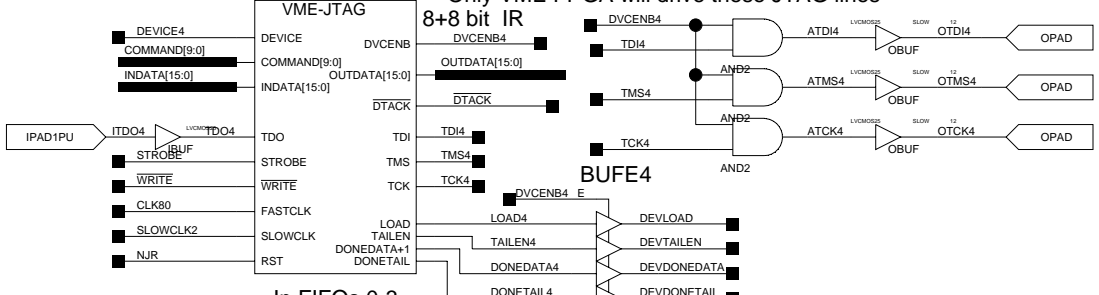 Only VME FPGA will drive these JTAG lines
VME-JTAG
8+8 bit IR
DEVICE4
DEVICE
COMMAND[9:0]
COMMAND[9:0]
INDATA[15:0]
INDATA[15:0]
DVCENB
DVCENB4
OUTDATA[15:0]
OUTDATA[15:0]
DTACK
DTACK
IPAD1PU
ITDO4
LVCMOS25
IBUF
TDO4
TDO
TDI
TDI4
STROBE
STROBE
TMS
TMS4
WRITE
WRITE
TCK
TCK4
CLK80
FASTCLK
SLOWCLK2
SLOWCLK
NJR
RST
LOAD
LOAD4
TAILEN
TAILEN4
DONEDATA+1
DONEDATA4
DONETAIL
DONETAIL4
DVCENB4
TDI4
AND2
ATDI4
LVCMOS25
OBUF
SLOW
12
OTDI4
OPAD
TMS4
AND2
ATMS4
LVCMOS25
OBUF
SLOW
12
OTMS4
OPAD
TCK4
AND2
ATCK4
LVCMOS25
OBUF
SLOW
12
OTCK4
OPAD
BUFE4
DVCENB4
E
DEVLOAD
DEVTAILEN
DEVDONEDATA
DEVDONETAIL
In FIFOs 0-3